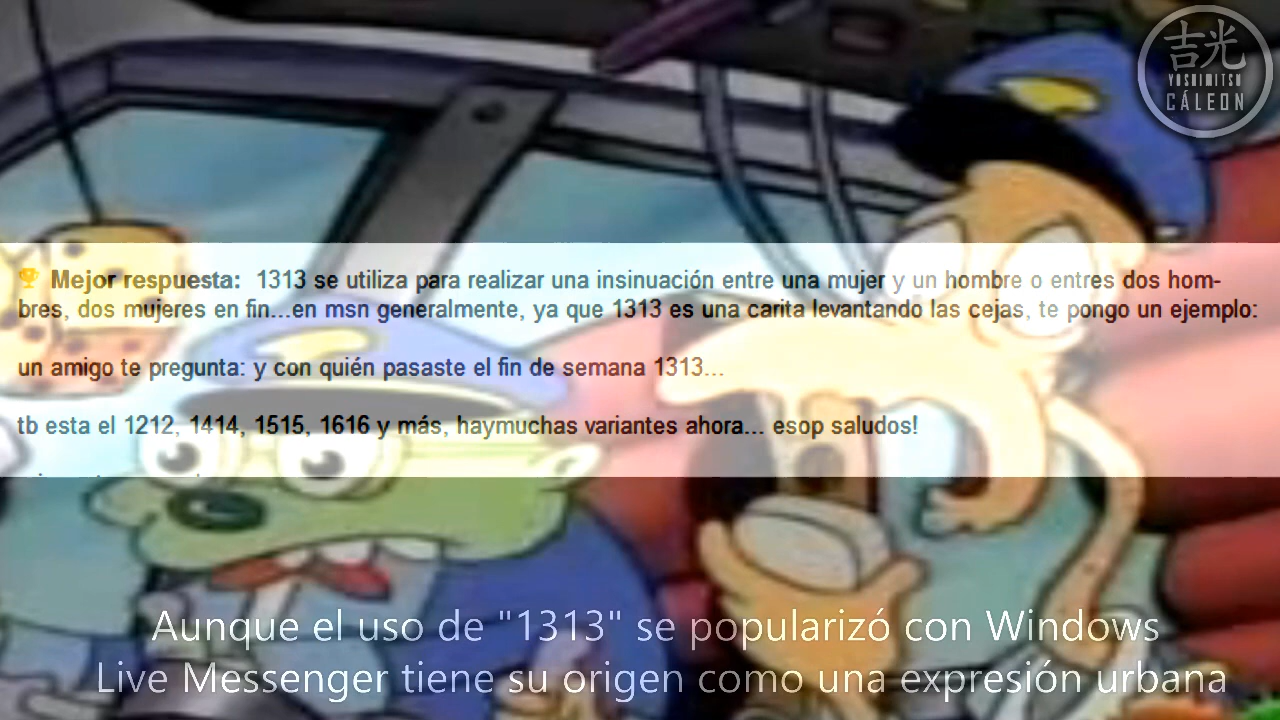 吉光
YOSHIMITSU
CÁLEON
Mejor respuesta: 1313 se utiliza para realizar una insinuación entre una mujer y un hombre o entres dos hom-
bres, dos mujeres en fin...en msn generalmente, ya que 1313 es una carita levantando las cejas, te pongo un ejemplo:
un amigo te pregunta: y con quién pasaste el fin de semana 1313...
tb esta el 1212, 1414, 1515, 1616 y más, haymuchas variantes ahora... esop saludos!
Aunque el uso de "1313" se popularizó con Windows
Live Messenger tiene su origen como una expresión urbana